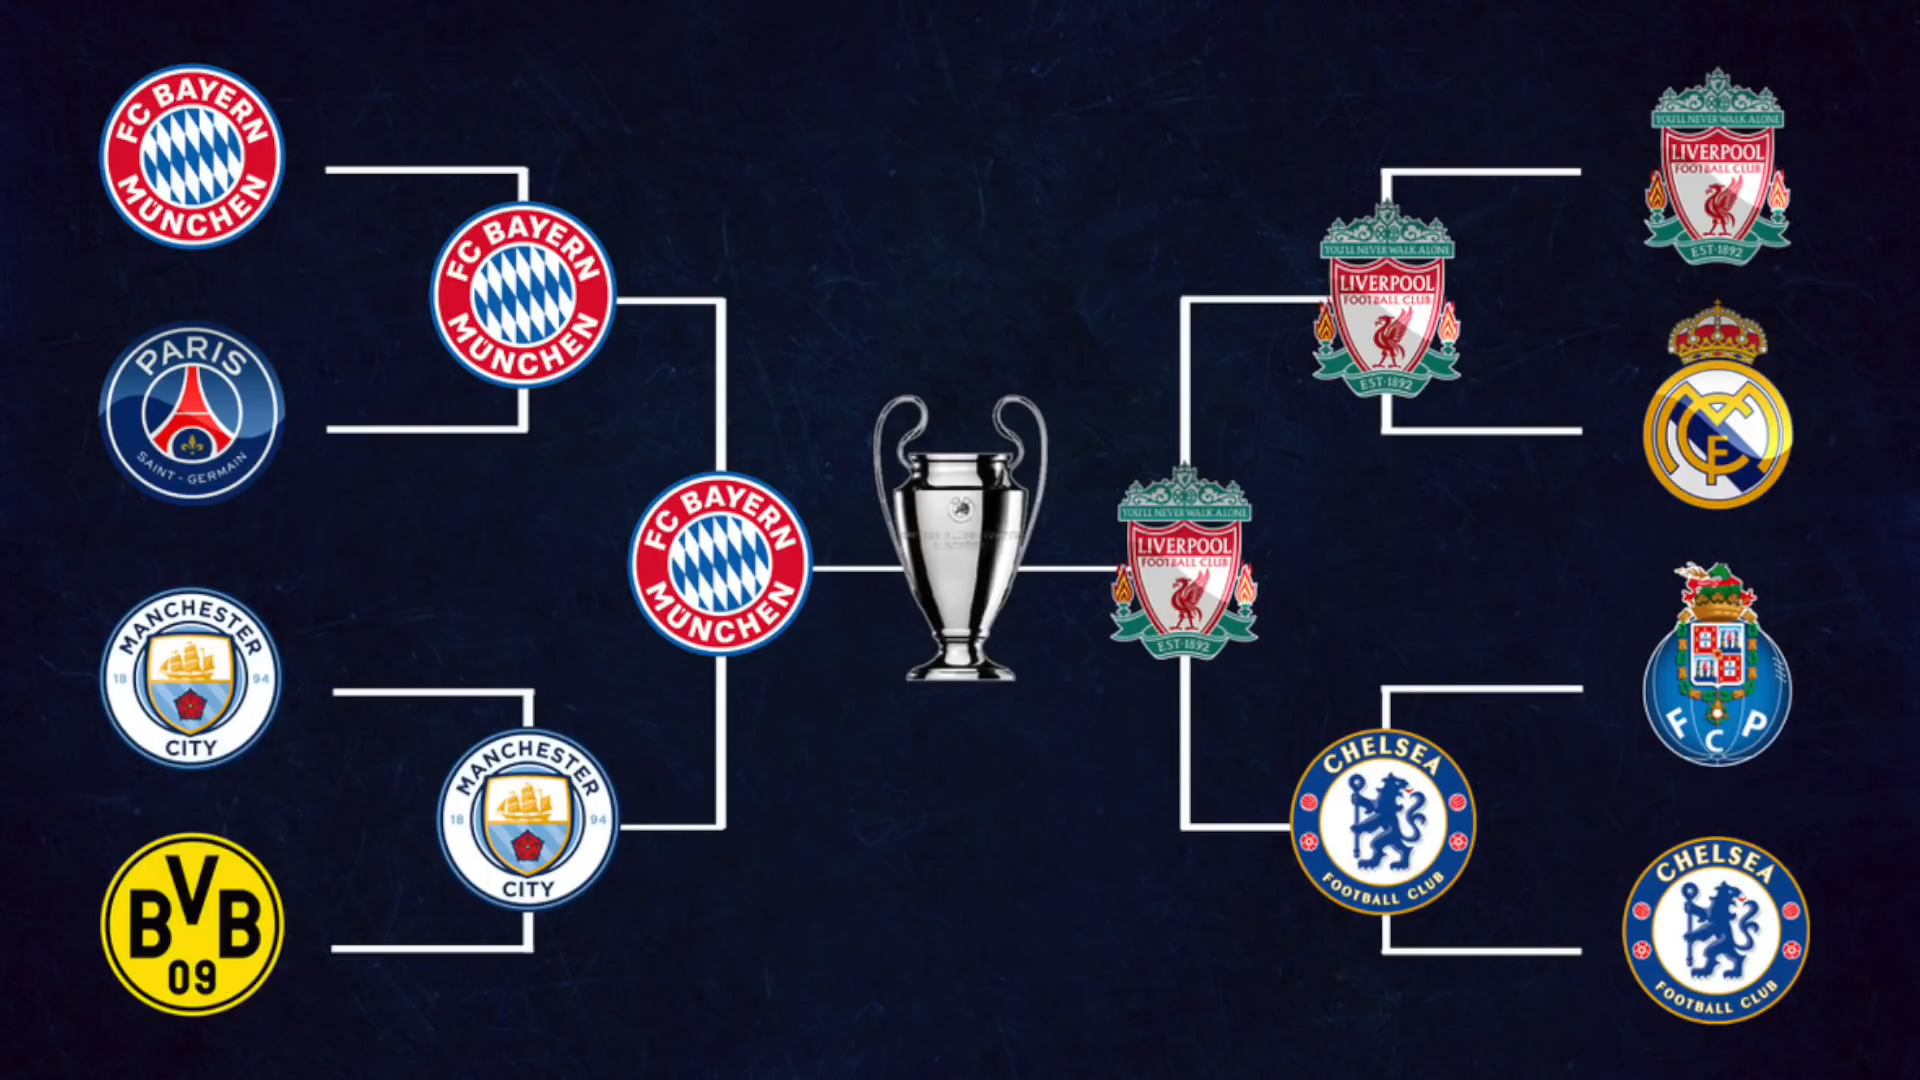 FC BAYERN
MÜNCHEN
PARIS
SAINT-GERMAIN
MANCHESTER
18 94
CITY
BVB
09
FC BAYERN
MÜNCHEN
MANCHESTER
18 94
CITY
FC BAYERN
MÜNCHEN
YOU'LL NEVER WALK ALONE
LIVERPOOL
FOOTBALL CLUB
EST·1892
YOU'LL NEVER WALK ALONE
LIVERPOOL
FOOTBALL CLUB
EST·1892
CHELSEA
FOOTBALL CLUB
YOU'LL NEVER WALK ALONE
LIVERPOOL
FOOTBALL CLUB
EST·1892
FCP
CHELSEA
FOOTBALL CLUB